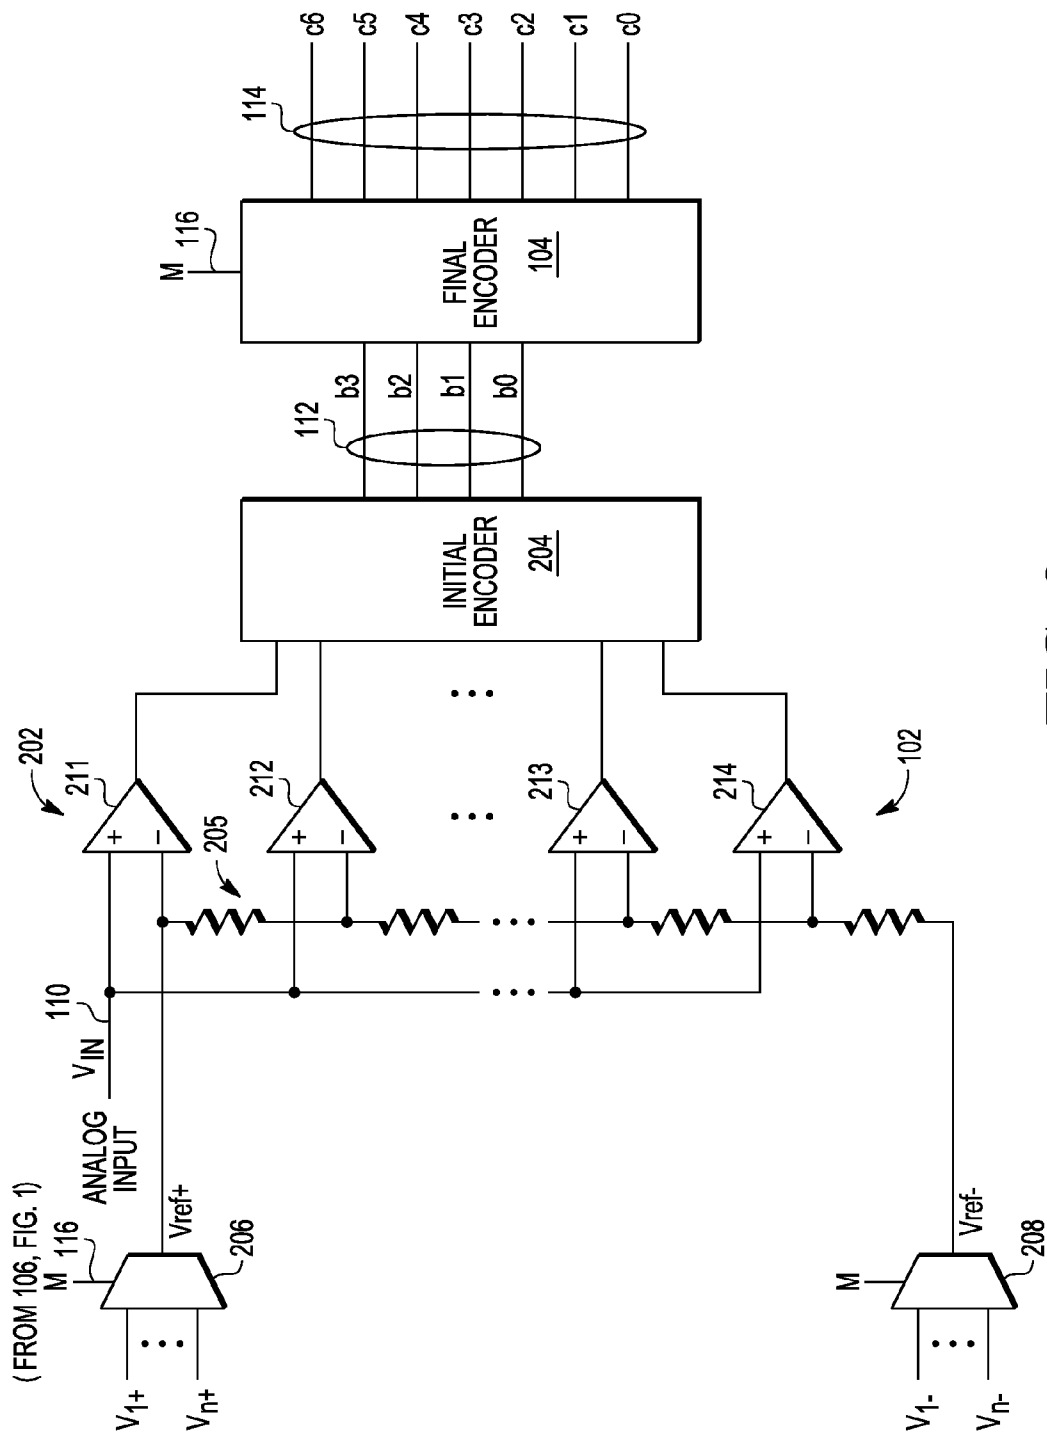 (FROM 106, FIG. 1)
M
116
V1+
Vn+
206
Vref+
ANALOG
INPUT
VIN
110
M
V1-
Vn-
208
Vref-
205
202
211
+
-
212
+
-
213
+
-
214
+
-
102
INITIAL
ENCODER
204
112
b3
b2
b1
b0
M
116
FINAL
ENCODER
104
114
c6
c5
c4
c3
c2
c1
c0